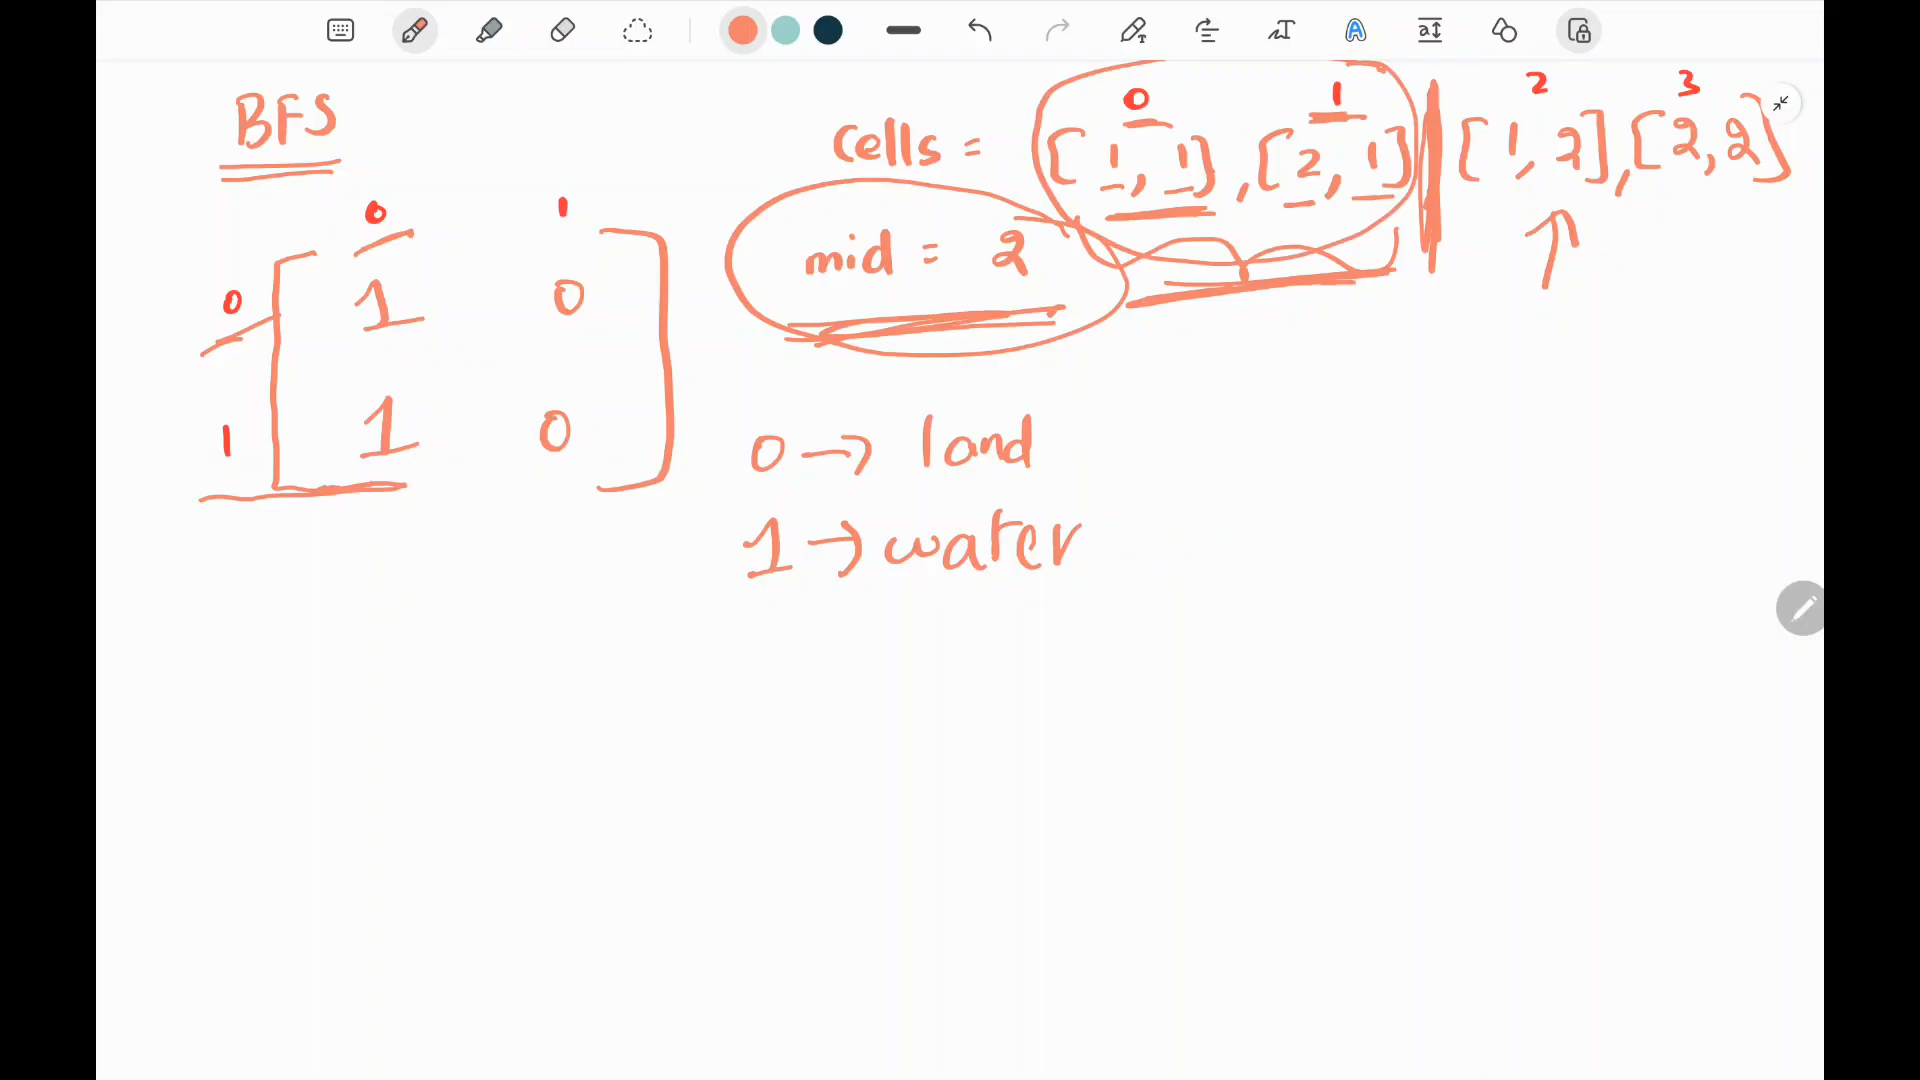 BFS
0 1
0 1 0
1 1 0
0 1 2 3
Cells = [1, 1], [2, 1] [1, 2], [2, 2]
mid = 2
0 → land
1 → water